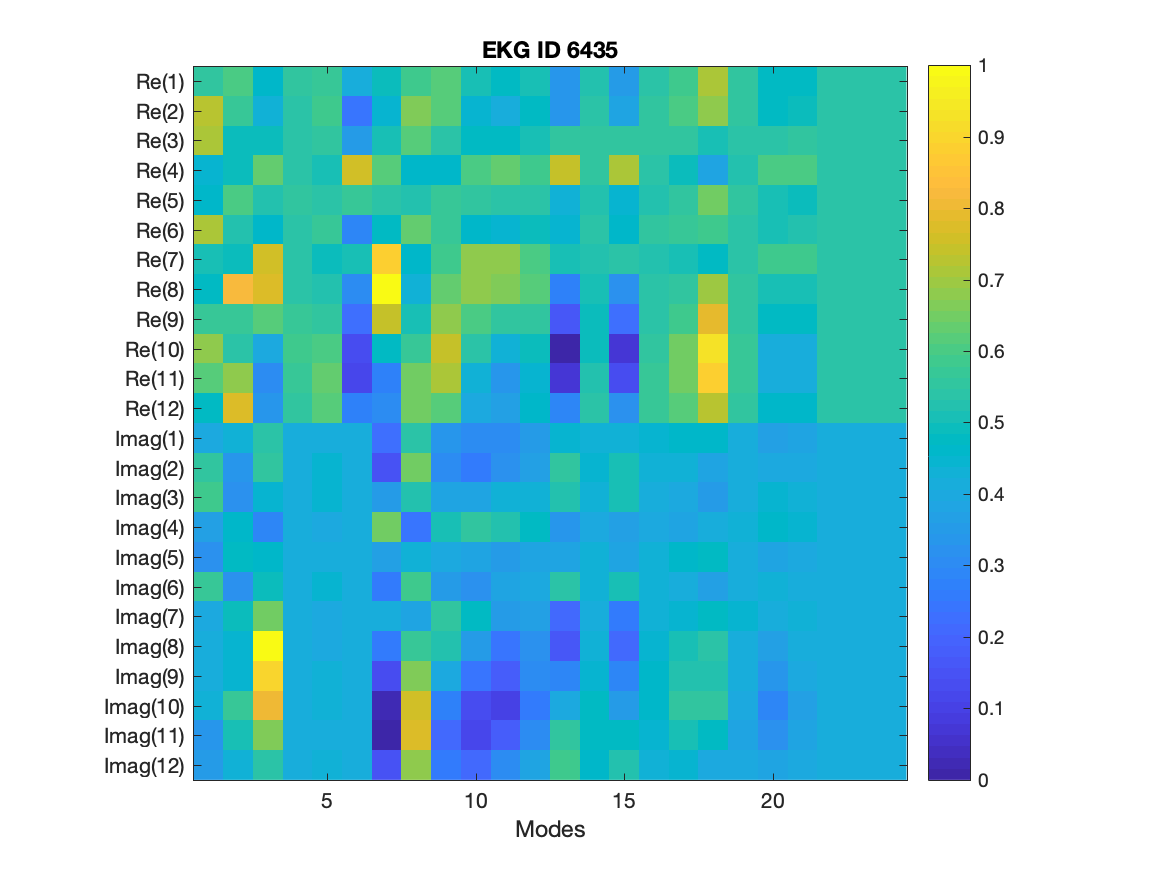 EKG ID 6435
Re(1)
Re(2)
Re(3)
Re(4)
Re(5)
Re(6)
Re(7)
Re(8)
Re(9)
Re(10)
Re(11)
Re(12)
Imag(1)
Imag(2)
Imag(3)
Imag(4)
Imag(5)
Imag(6)
Imag(7)
Imag(8)
Imag(9)
Imag(10)
Imag(11)
Imag(12)
5 10 15 20
Modes
1
0.9
0.8
0.7
0.6
0.5
0.4
0.3
0.2
0.1
0